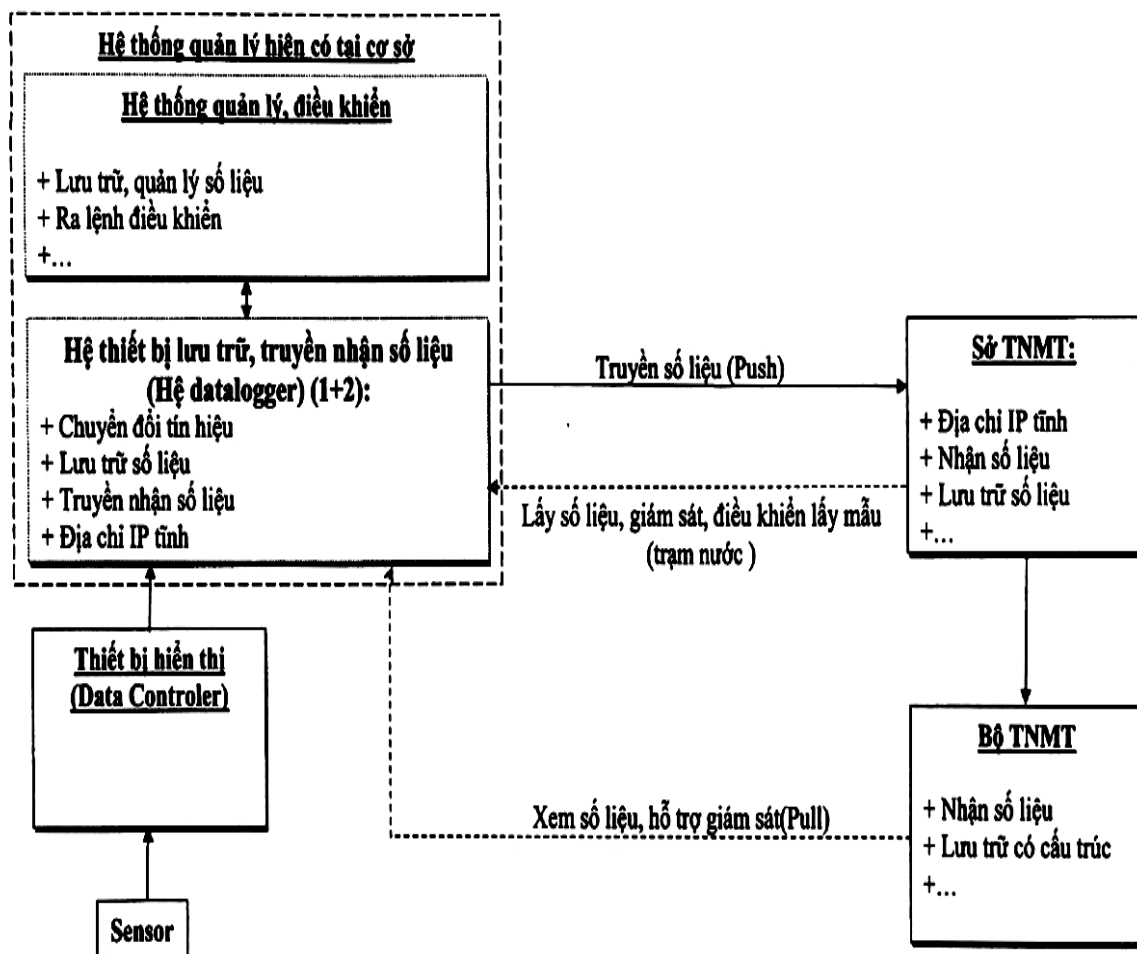 Hệ thống quản lý hiện có tại cơ sở
Hệ thống quản lý, điều khiển
+ Lưu trữ, quản lý số liệu
+ Ra lệnh điều khiển
+...
Hệ thiết bị lưu trữ, truyền nhận số liệu
(Hệ datalogger) (1+2):
+ Chuyển đổi tín hiệu
+ Lưu trữ số liệu
+ Truyền nhận số liệu
+ Địa chỉ IP tĩnh
Truyền số liệu (Push)
Lấy số liệu, giám sát, điều khiển lấy mẫu
(trạm nước )
Sở TNMT:
+ Địa chỉ IP tĩnh
+ Nhận số liệu
+ Lưu trữ số liệu
+...
Thiết bị hiển thị
(Data Controler)
Xem số liệu, hỗ trợ giám sát(Pull)
Bộ TNMT
+ Nhận số liệu
+ Lưu trữ có cấu trúc
+...
Sensor